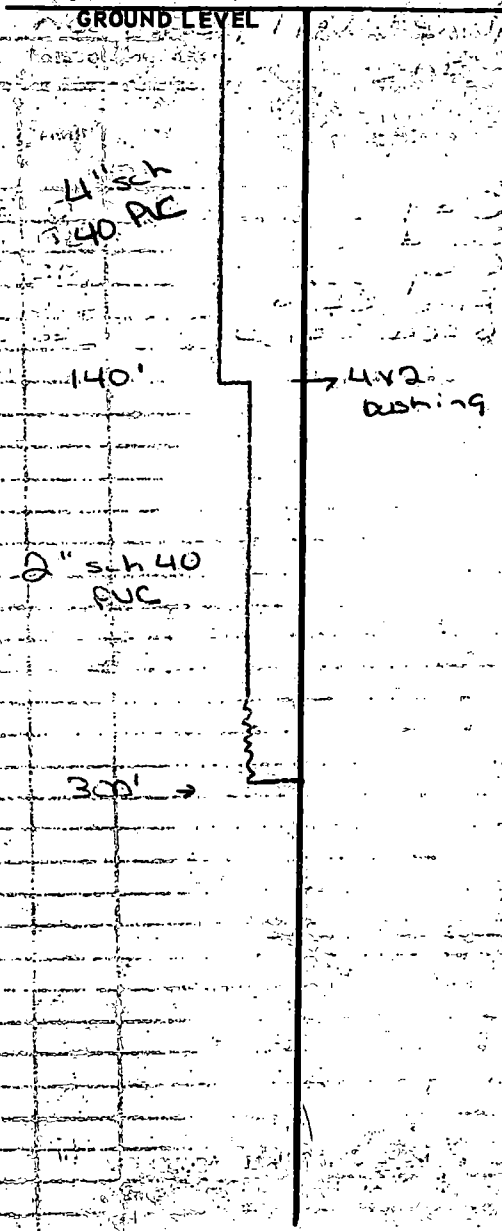 GROUND LEVEL
4" sch
40 PVC
140'
4x2
bushing
2" sch 40
PVC
300'